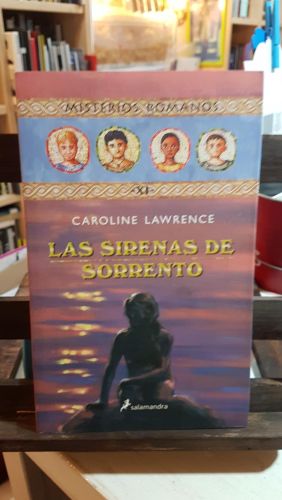 MISTERIOS ROMANOS
·XI·
CAROLINE LAWRENCE
LAS SIRENAS DE
SORRENTO
salamandra